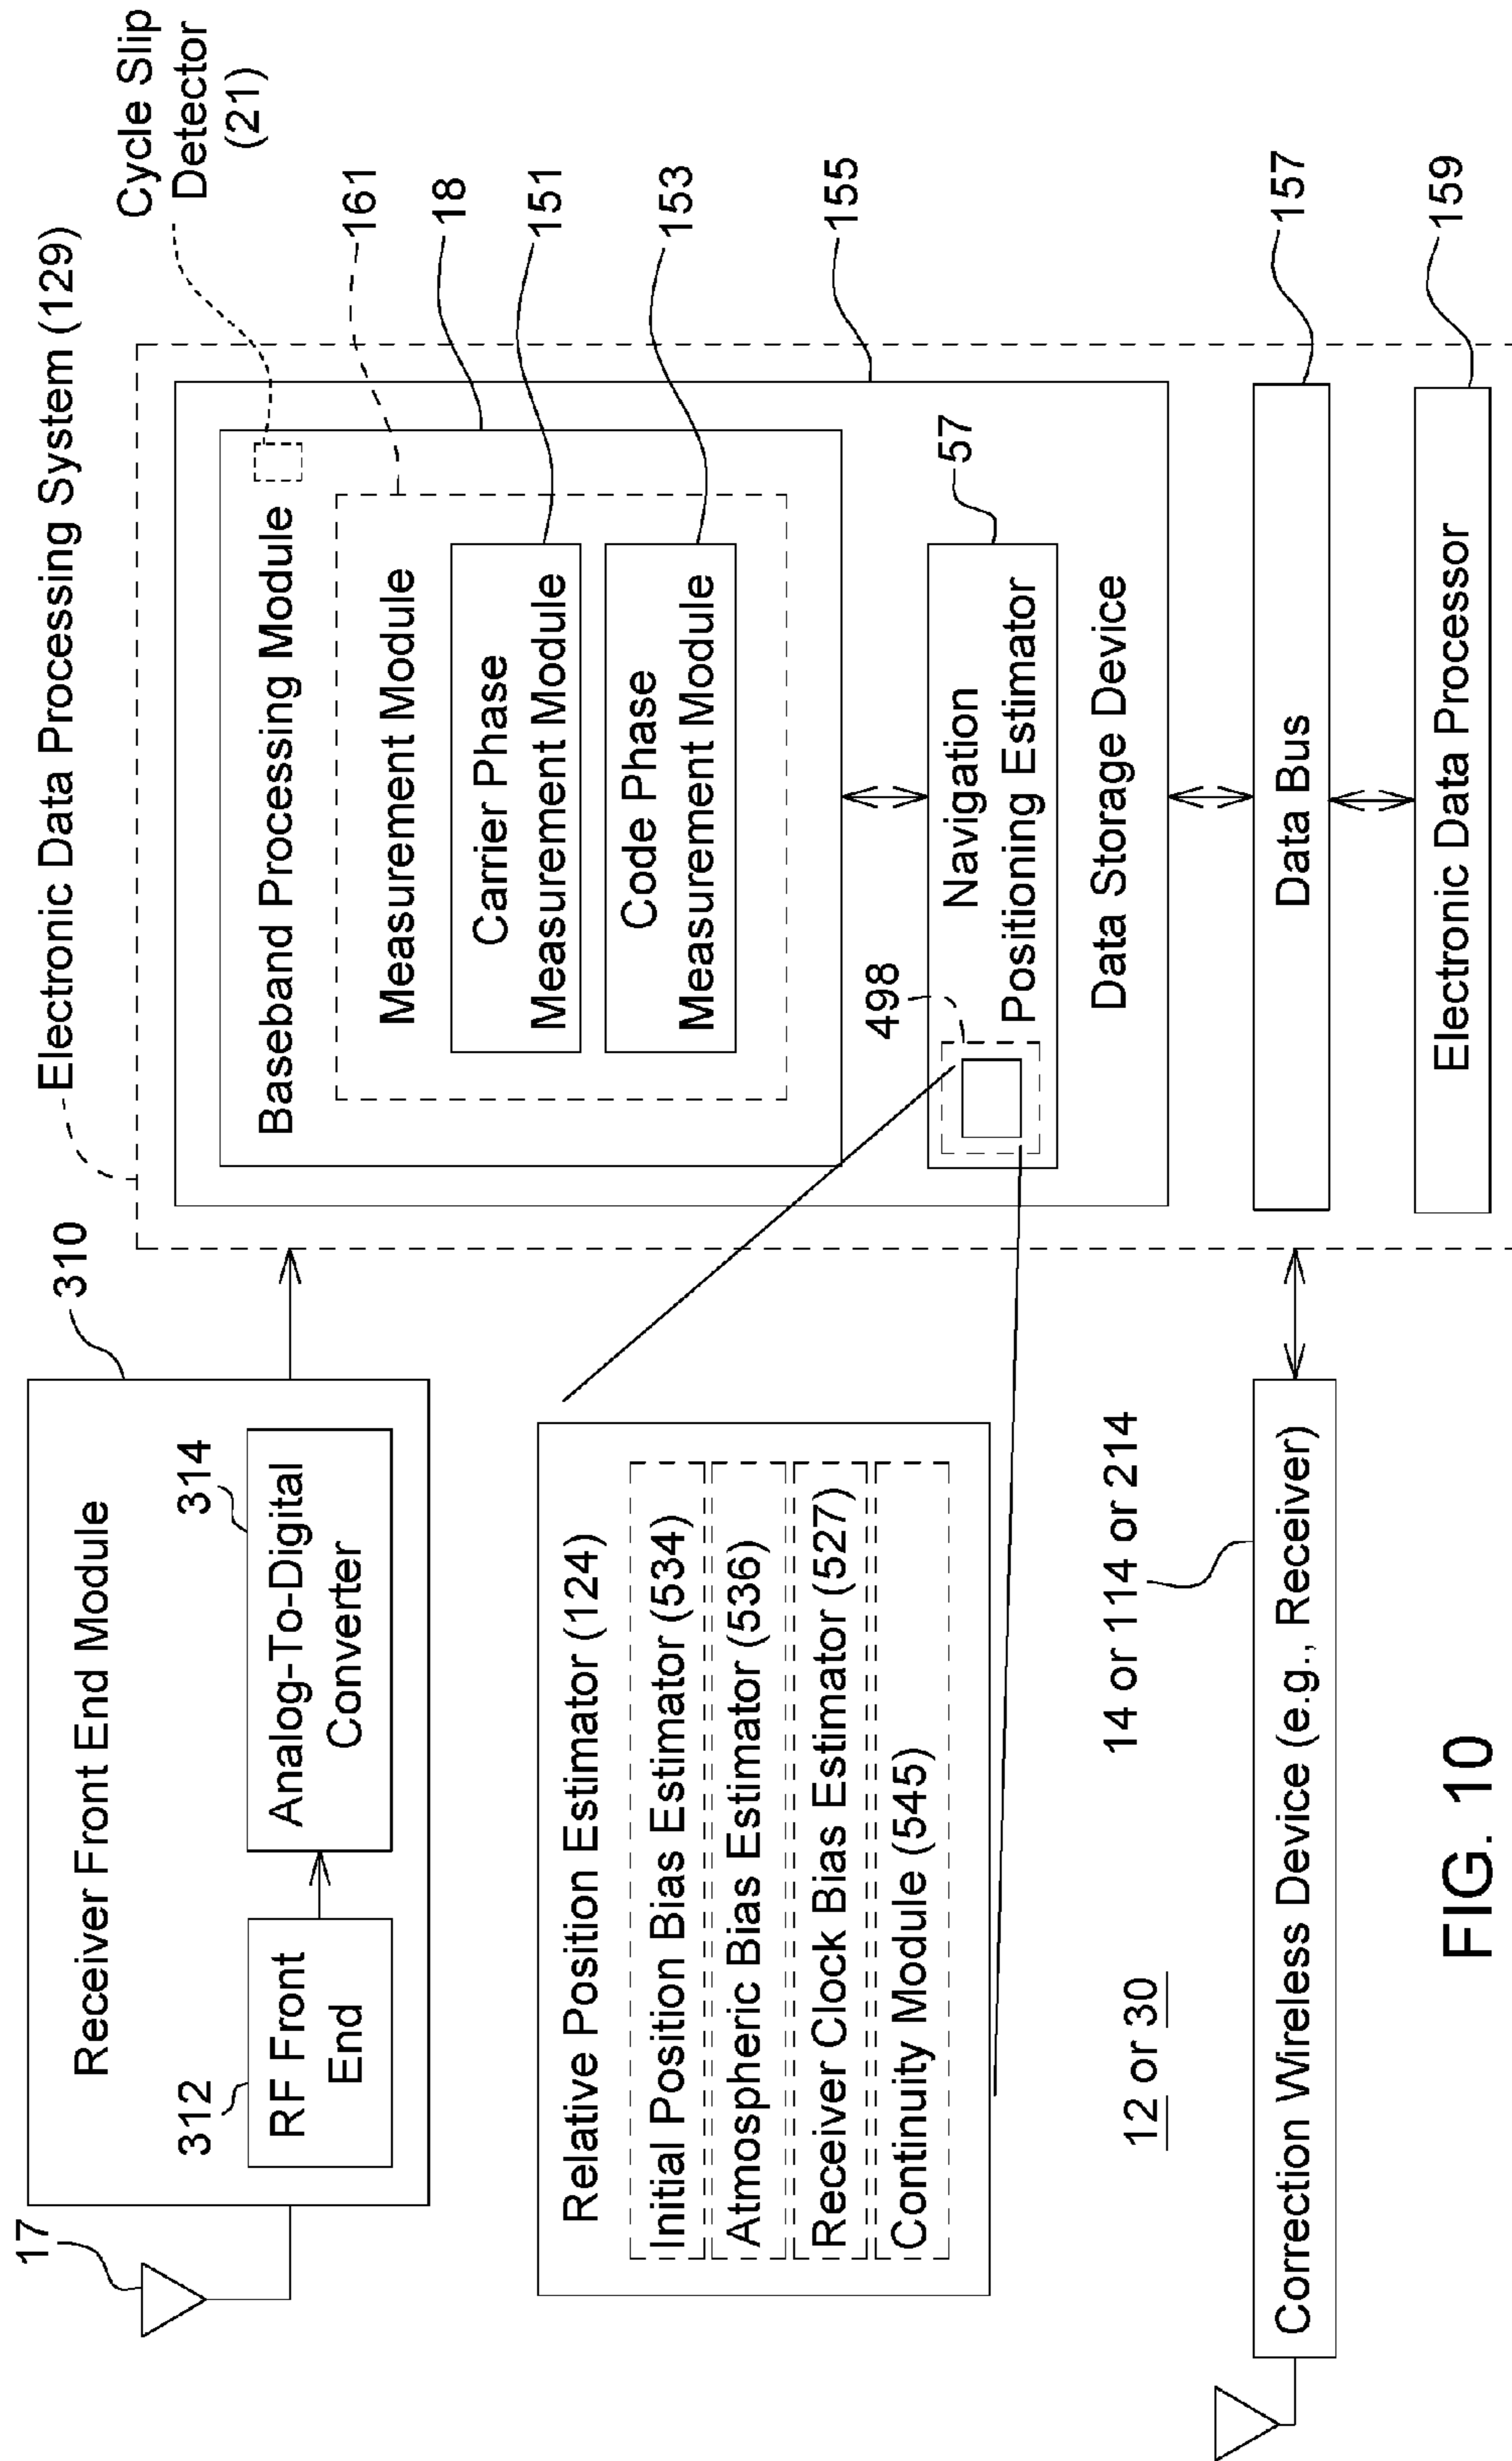 17
Receiver Front End Module
310
312
RF Front
End
314
Analog-To-Digital
Converter
Electronic Data Processing System (129)
Cycle Slip
Detector
(21)
Baseband Processing Module
161
18
151
153
155
Measurement Module
Carrier Phase
Measurement Module
Code Phase
Measurement Module
Relative Position Estimator (124)
Initial Position Bias Estimator (534)
Atmospheric Bias Estimator (536)
Receiver Clock Bias Estimator (527)
Continuity Module (545)
498
Navigation
Positioning Estimator
57
Data Storage Device
12 or 30
14 or 114 or 214
Correction Wireless Device (e.g., Receiver)
Data Bus
157
Electronic Data Processor
159
FIG. 10